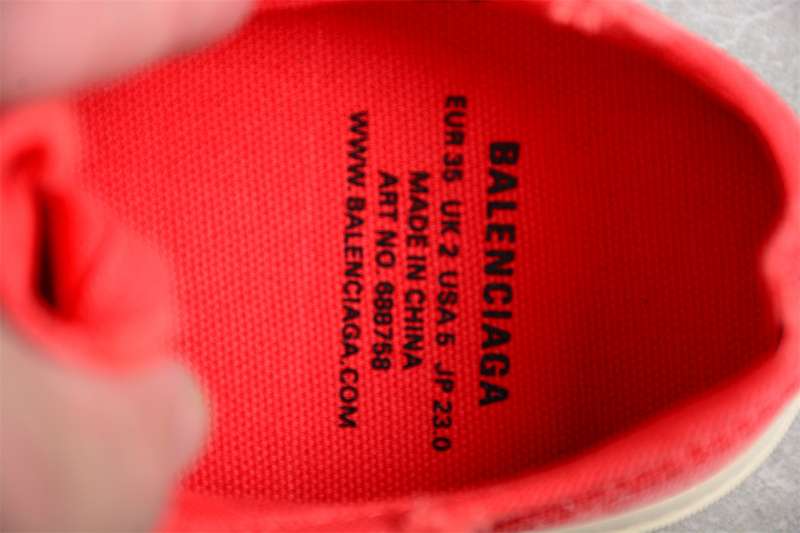 BALENCIAGA
EUR 35 UK 2 USA 5 JP 23.0
MADE IN CHINA
ART NO. 688758
WWW. BALENCIAGA.COM